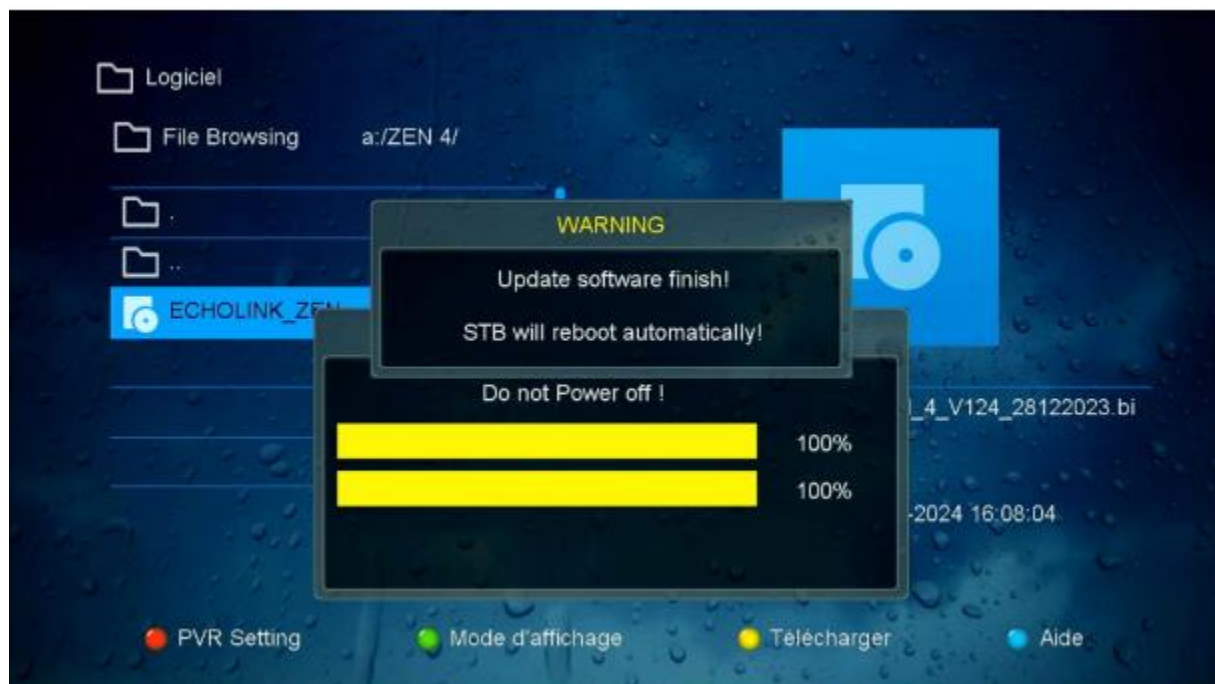 Logiciel
File Browsing a:/ZEN 4/
.
..
WARNING
Update software finish!
STB will reboot automatically!
ECHOLINK_ZEN
Do not Power off !
_4_V124_28122023.bi
100%
100%
-2024 16:08:04
PVR Setting Mode d'affichage Télécharger Aide